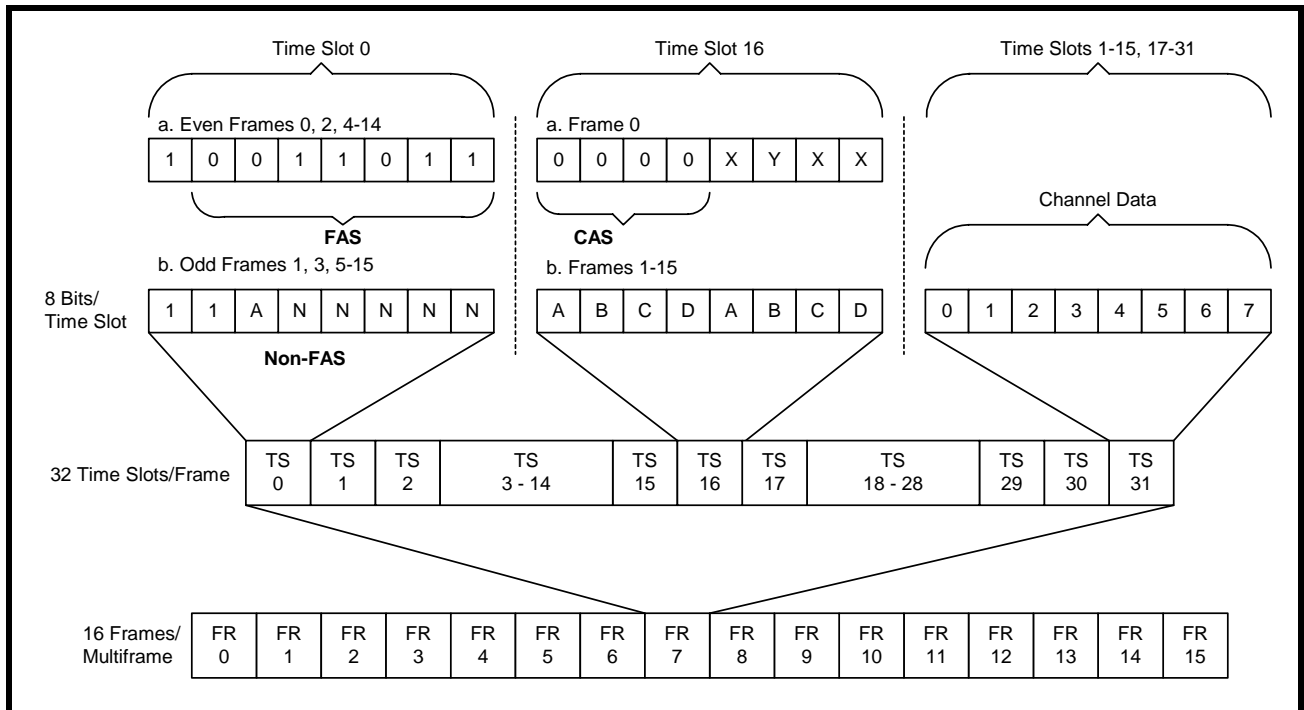 Time Slot 0
Time Slot 16
Time Slots 1-15, 17-31
a. Even Frames 0, 2, 4-14
a. Frame 0
1 0 0 1 1 0 1 1
0 0 0 0 X Y X X
Channel Data
FAS
CAS
b. Odd Frames 1, 3, 5-15
b. Frames 1-15
8 Bits/
Time Slot
1 1 A N N N N N
A B C D A B C D
0 1 2 3 4 5 6 7
Non-FAS
32 Time Slots/Frame
TS TS TS TS TS TS TS TS TS TS TS
0 1 2 3 - 14 15 16 17 18 - 28 29 30 31
16 Frames/
Multiframe
FR FR FR FR FR FR FR FR FR FR FR FR FR FR FR FR
0 1 2 3 4 5 6 7 8 9 10 11 12 13 14 15